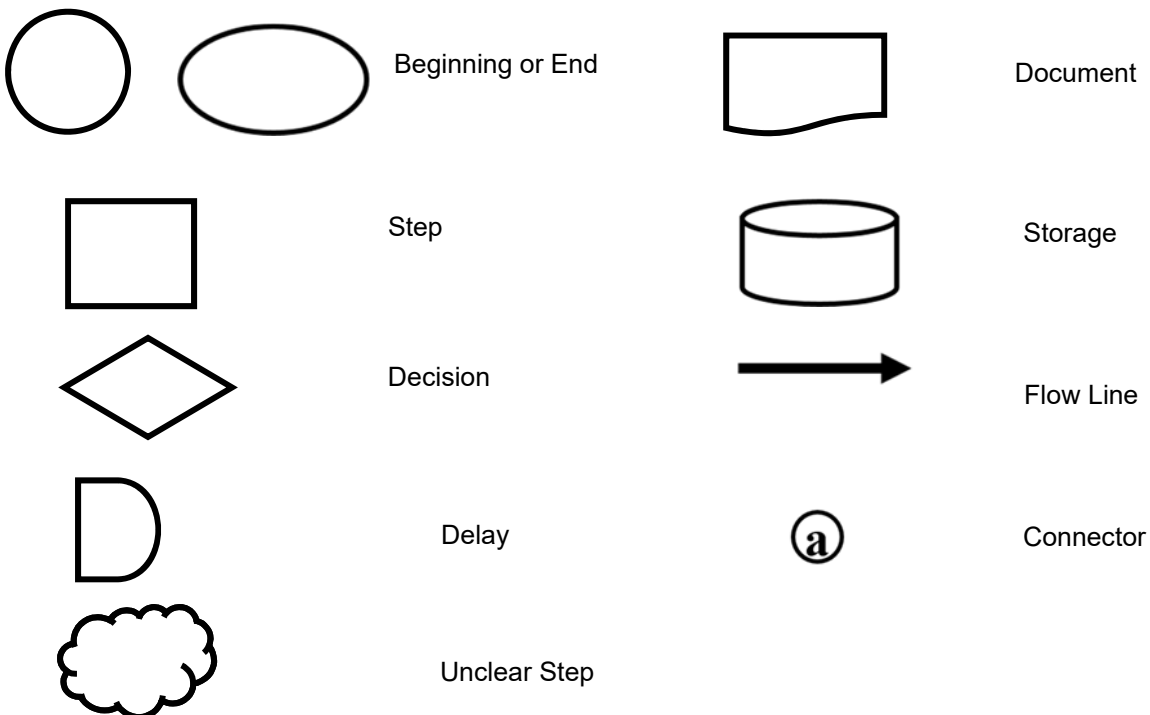 Beginning or End
Document
Step
Storage
Decision
Flow Line
Delay
a
Connector
Unclear Step